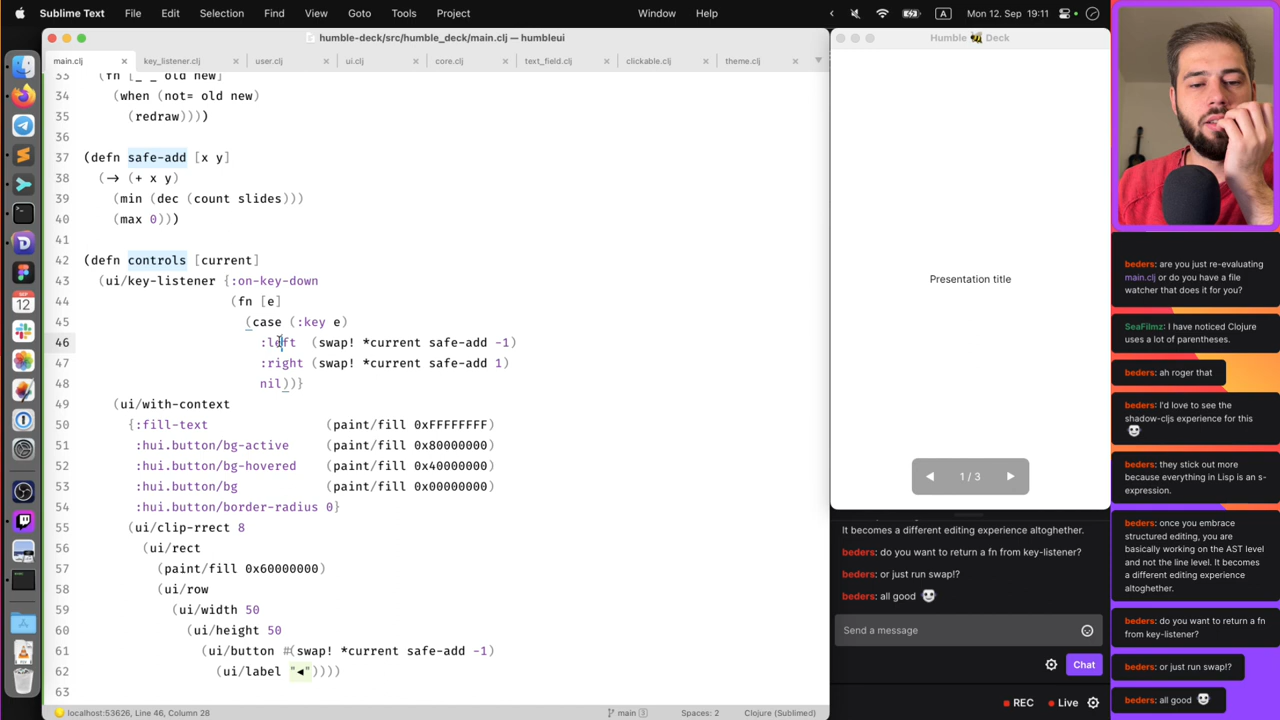 Sublime Text File Edit Selection Find View Goto Tools Project Window Help A Mon 12. Sep 19:11
humble-deck/src/humble_deck/main.clj — humbleui
main.clj key_listener.clj user.clj ui.clj core.clj text_field.clj clickable.clj theme.clj
33 (fn [_ _ old new]
34 (when (not= old new)
35 (redraw))))
36
37 (defn safe-add [x y]
38 (-> (+ x y)
39 (min (dec (count slides)))
40 (max 0)))
41
42 (defn controls [current]
43 (ui/key-listener {:on-key-down
44 (fn [e]
45 (case (:key e)
46 :left (swap! *current safe-add -1)
47 :right (swap! *current safe-add 1)
48 nil))}
49 (ui/with-context
50 {:fill-text (paint/fill 0xFFFFFFFF)
51 :hui.button/bg-active (paint/fill 0x80000000)
52 :hui.button/bg-hovered (paint/fill 0x40000000)
53 :hui.button/bg (paint/fill 0x00000000)
54 :hui.button/border-radius 0}
55 (ui/clip-rrect 8
56 (ui/rect
57 (paint/fill 0x60000000)
58 (ui/row
59 (ui/width 50
60 (ui/height 50
61 (ui/button #(swap! *current safe-add -1)
62 (ui/label "◀"))))
63
localhost:53626, Line 46, Column 28 main 3 Spaces: 2 Clojure (Sublimed)
SEP
12
Humble 🐝 Deck
Presentation title
◀ 1 / 3 ▶
It becomes a different editing experience altoghether.
beders: do you want to return a fn from key-listener?
beders: or just run swap!?
beders: all good
Send a message
Chat
REC Live
beders: are you just re-evaluating
main.clj or do you have a file
watcher that does it for you?
SeaFilmz: I have noticed Clojure
uses a lot of parentheses.
beders: ah roger that
beders: I'd love to see the
shadow-cljs experience for this
beders: they stick out more
because everything in Lisp is an s-
expression.
beders: once you embrace
structured editing, you are
basically working on the AST level
and not the line level. It becomes
a different editing experience
altoghether.
beders: do you want to return a fn
from key-listener?
beders: or just run swap!?
beders: all good